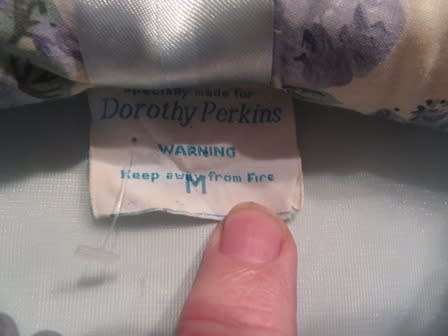 specially made for
Dorothy Perkins
WARNING
Keep away from Fire
M